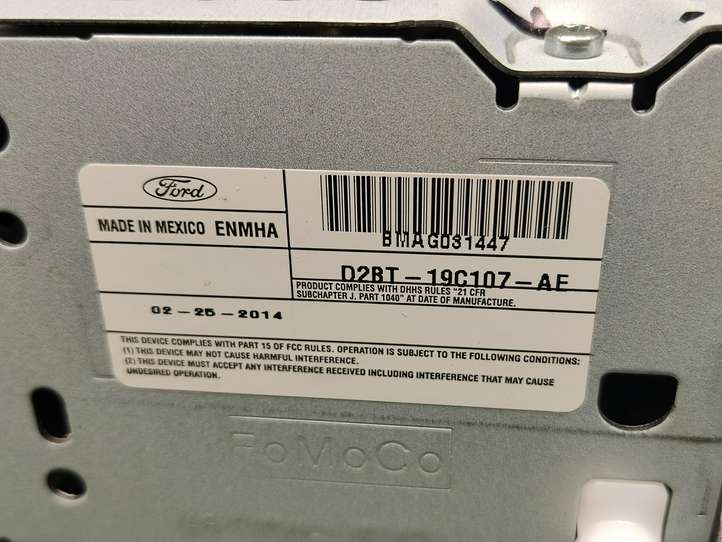 Ford
MADE IN MEXICO ENMHA
BMAG031447
D2BT-19C107-AE
PRODUCT COMPLIES WITH DHHS RULES "21 CFR
SUBCHAPTER J. PART 1040" AT DATE OF MANUFACTURE.
02-25-2014
THIS DEVICE COMPLIES WITH PART 15 OF FCC RULES. OPERATION IS SUBJECT TO THE FOLLOWING CONDITIONS:
(1) THIS DEVICE MAY NOT CAUSE HARMFUL INTERFERENCE.
(2) THIS DEVICE MUST ACCEPT ANY INTERFERENCE RECEIVED INCLUDING INTERFERENCE THAT MAY CAUSE
UNDESIRED OPERATION.
FoMoCo